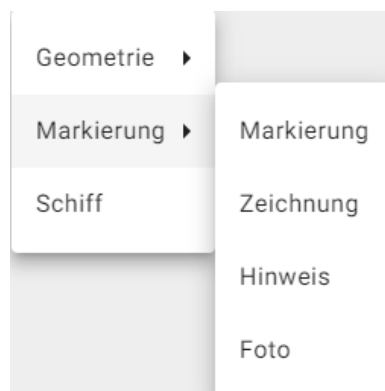 Geometrie
Markierung
Schiff
Markierung
Zeichnung
Hinweis
Foto